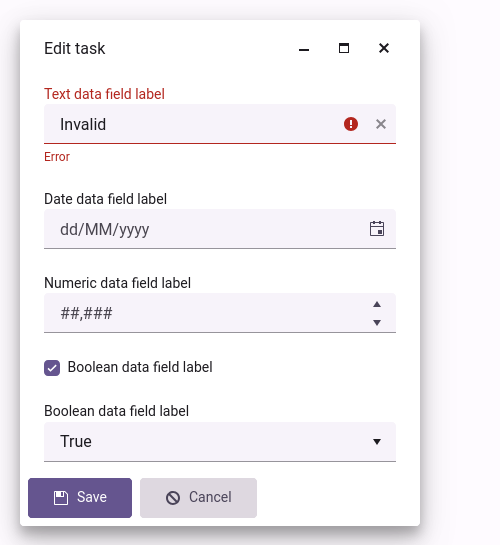 Edit task
Text data field label
Invalid
Error
Date data field label
dd/MM/yyyy
Numeric data field label
##,###
Boolean data field label
Boolean data field label
True
Save Cancel